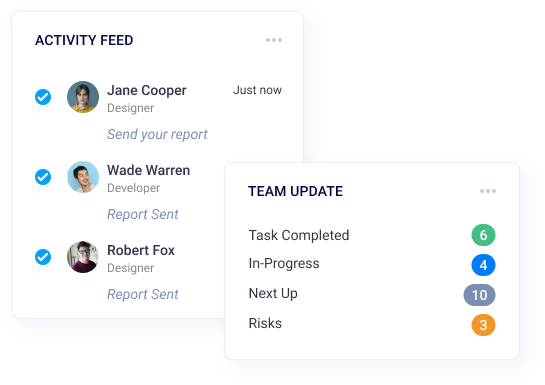 ACTIVITY FEED
Jane Cooper
Just now
Designer
Send your report
Wade Warren
Developer
Report Sent
Robert Fox
Designer
Report Sent
TEAM UPDATE
Task Completed 6
In-Progress 4
Next Up 10
Risks 3